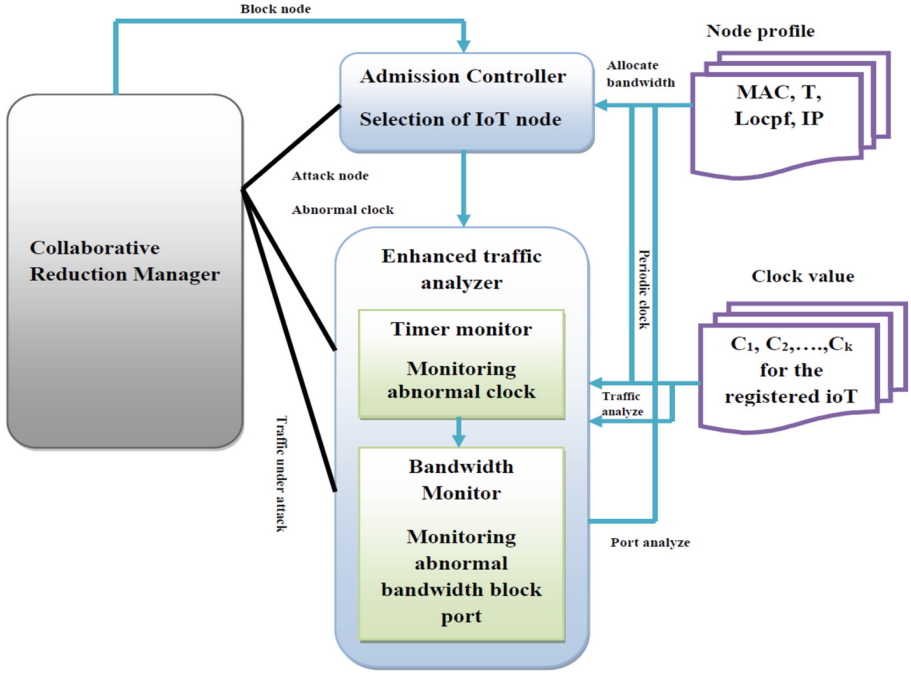 Block node
Node profile
Allocate
bandwidth
Admission Controller
Selection of IoT node
MAC, T,
Locpf, IP
Attack node
Abnormal clock
Collaborative
Reduction Manager
Enhanced traffic
analyzer
Periodic clock
Clock value
Timer monitor
Monitoring
abnormal clock
C1, C2,….,Ck
for the
registered ioT
Traffic
analyze
Traffic under attack
Bandwidth
Monitor
Monitoring
abnormal
bandwidth block
port
Port analyze